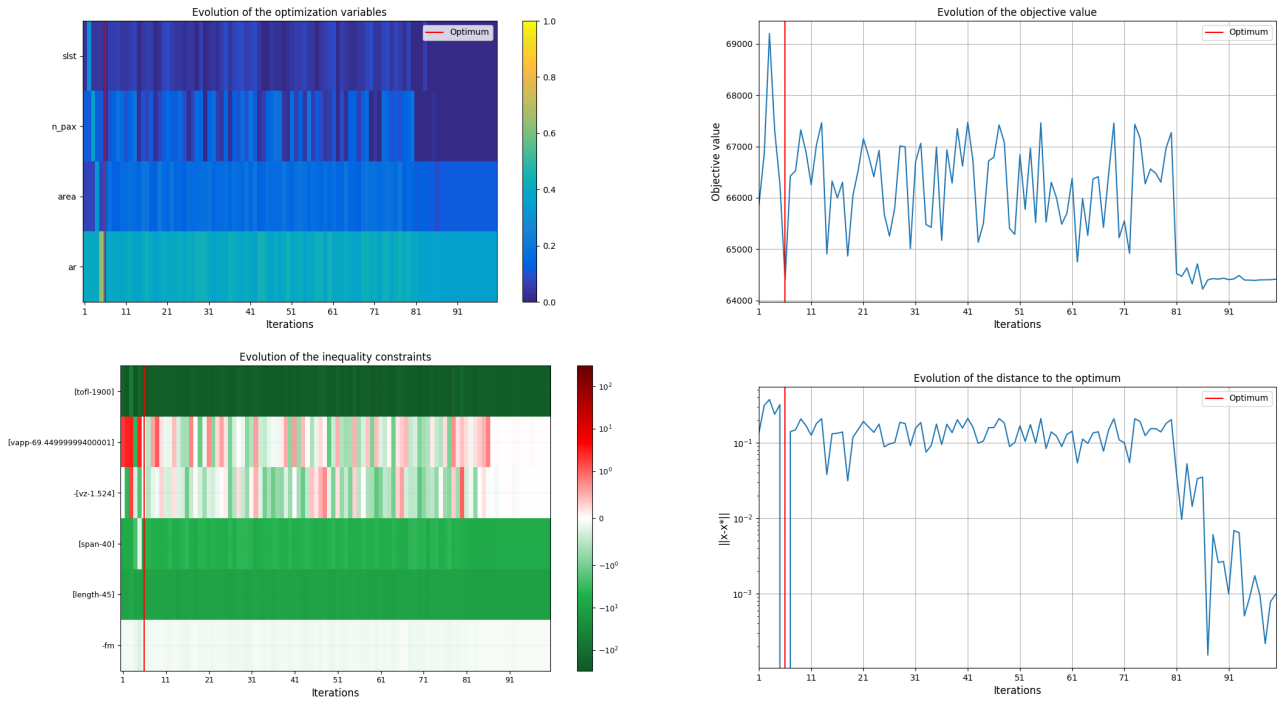 Evolution of the optimization variables
Optimum
slst
n_pax
area
ar
1 11 21 31 41 51 61 71 81 91
Iterations
1.0
0.8
0.6
0.4
0.2
0.0
Evolution of the objective value
Optimum
Objective value
69000
68000
67000
66000
65000
64000
1 11 21 31 41 51 61 71 81 91
Iterations
Evolution of the inequality constraints
[tofl-1900]
[vapp-69.44999999400001]
-[vz-1.524]
[span-40]
[length-45]
-fm
1 11 21 31 41 51 61 71 81 91
Iterations
10²
10¹
10⁰
0
−10⁰
−10¹
−10²
Evolution of the distance to the optimum
Optimum
||x-x*||
10⁻¹
10⁻²
10⁻³
1 11 21 31 41 51 61 71 81 91
Iterations